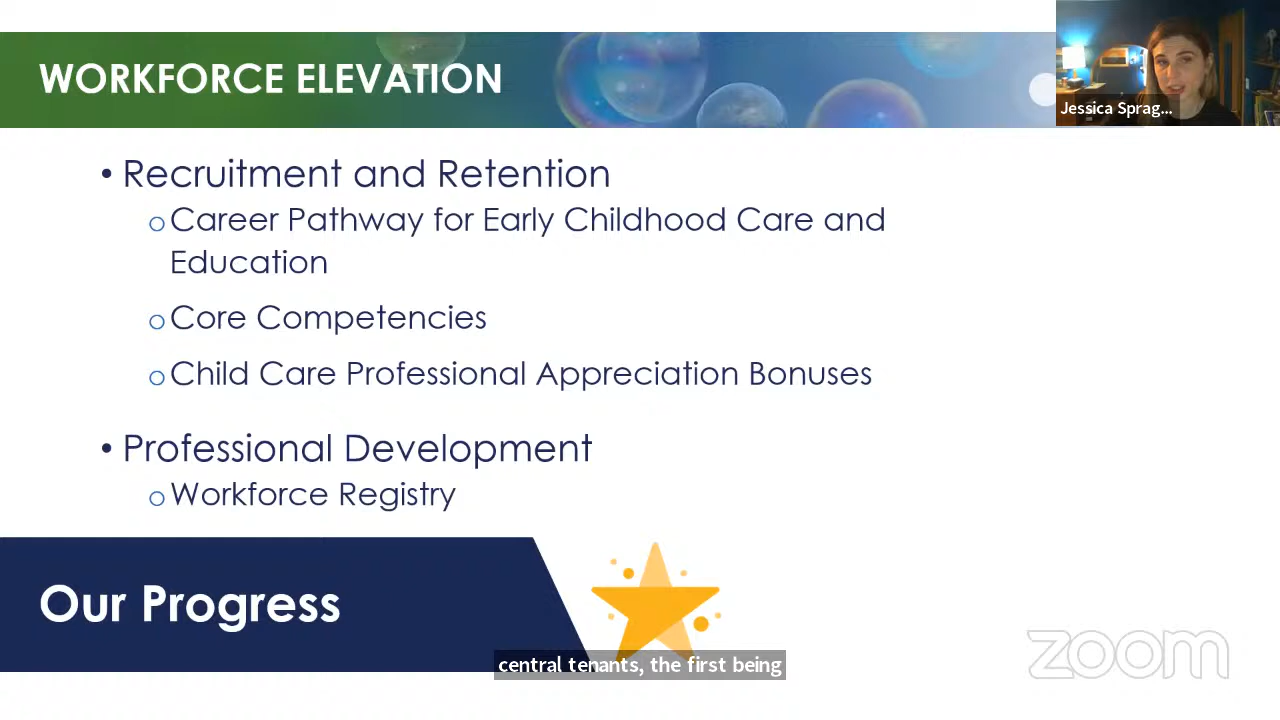 WORKFORCE ELEVATION
Jessica Sprag...
• Recruitment and Retention
o Career Pathway for Early Childhood Care and
Education
o Core Competencies
o Child Care Professional Appreciation Bonuses
• Professional Development
o Workforce Registry
Our Progress
central tenants, the first being
zoom